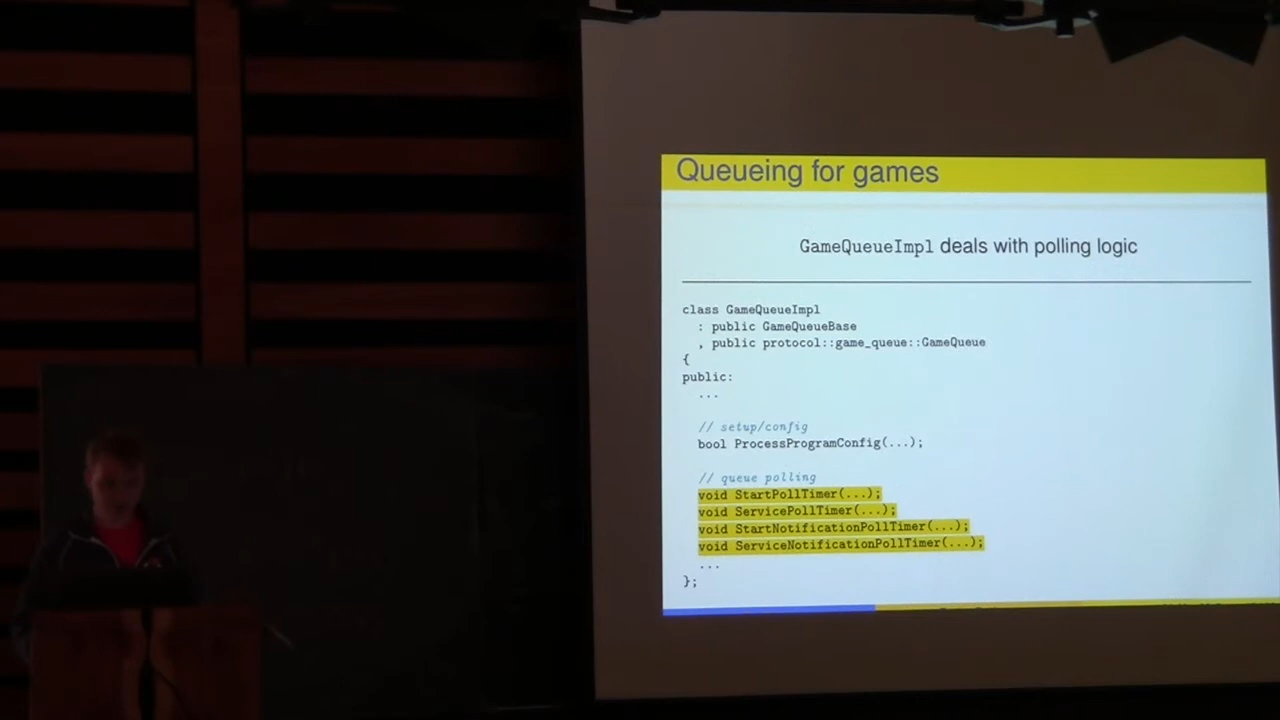 Queueing for games
GameQueueImpl deals with polling logic
class GameQueueImpl
: public GameQueueBase
, public protocol::game_queue::GameQueue
{
public:
...
// setup/config
bool ProcessProgramConfig(...);
// queue polling
void StartPollTimer(...);
void ServicePollTimer(...);
void StartNotificationPollTimer(...);
void ServiceNotificationPollTimer(...);
...
};